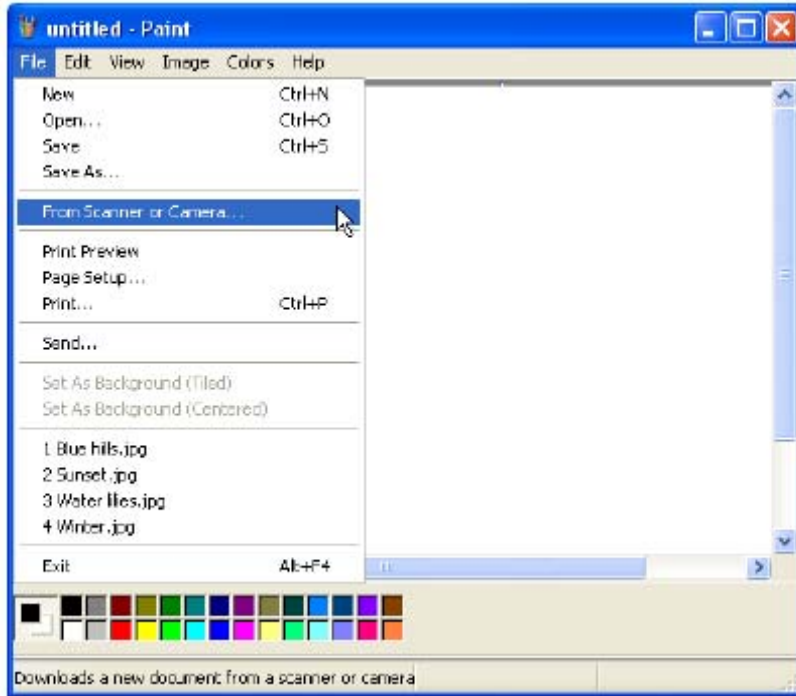 untitled - Paint
File Edit View Image Colors Help
New Ctrl+N
Open... Ctrl+O
Save Ctrl+S
Save As...
From Scanner or Camera...
Print Preview
Page Setup...
Print... Ctrl+P
Send...
Set As Background (Tiled)
Set As Background (Centered)
1 Blue hills.jpg
2 Sunset.jpg
3 Water lilies.jpg
4 Winter.jpg
Exit Alt+F4
Downloads a new document from a scanner or camera